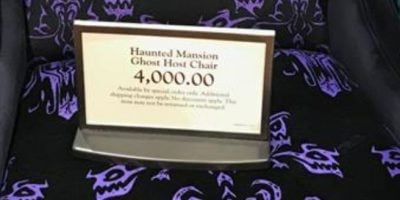 Haunted Mansion
Ghost Host Chair
4,000.00
Available by special order only. Additional
shipping charges apply. No discounts apply. This
item may not be returned or exchanged.